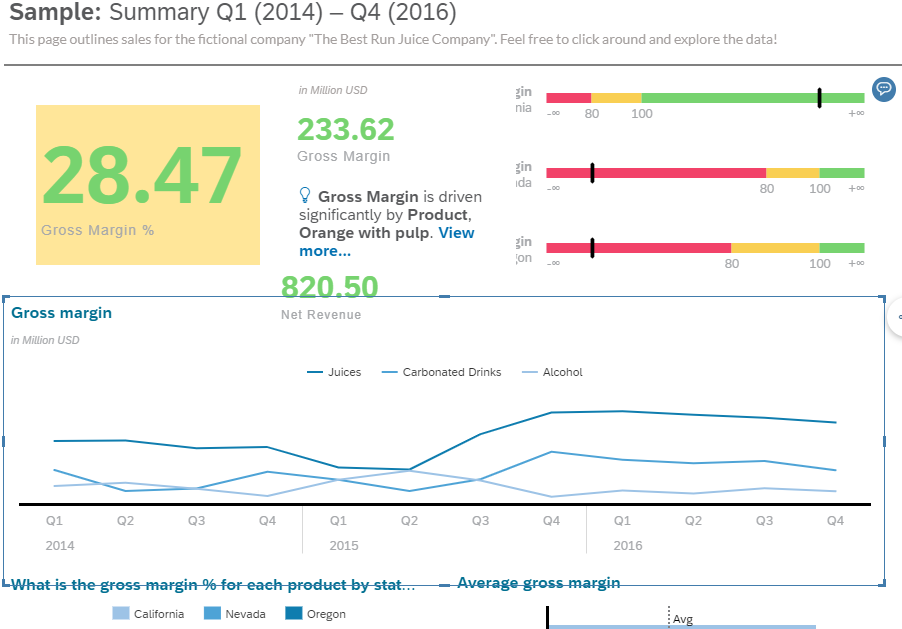 Sample: Summary Q1 (2014) – Q4 (2016)
This page outlines sales for the fictional company "The Best Run Juice Company". Feel free to click around and explore the data!
28.47
Gross Margin %
in Million USD
233.62
Gross Margin
Gross Margin is driven
significantly by Product,
Orange with pulp. View
more...
820.50
Net Revenue
gin
nia
-∞ 80 100 +∞
gin
da
-∞ 80 100 +∞
gin
on
-∞ 80 100 +∞
Gross margin
in Million USD
Juices Carbonated Drinks Alcohol
Q1 Q2 Q3 Q4 Q1 Q2 Q3 Q4 Q1 Q2 Q3 Q4
2014 2015 2016
What is the gross margin % for each product by stat...
California Nevada Oregon
Average gross margin
Avg